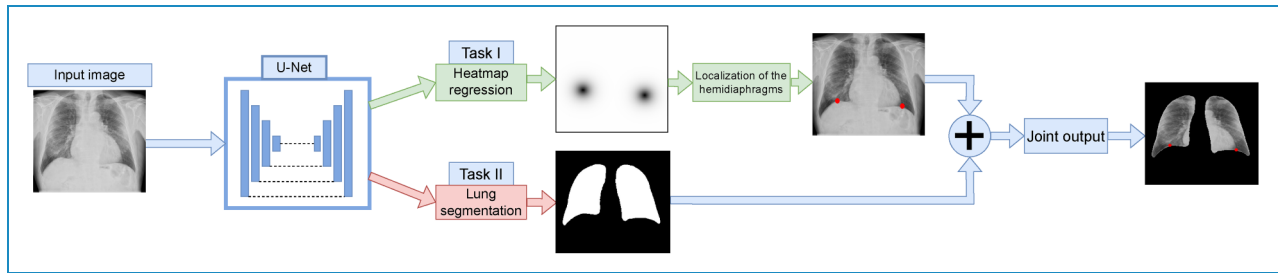 Input image
U-Net
Task I
Heatmap
regression
Localization of the
hemidiaphragms
Task II
Lung
segmentation
Joint output